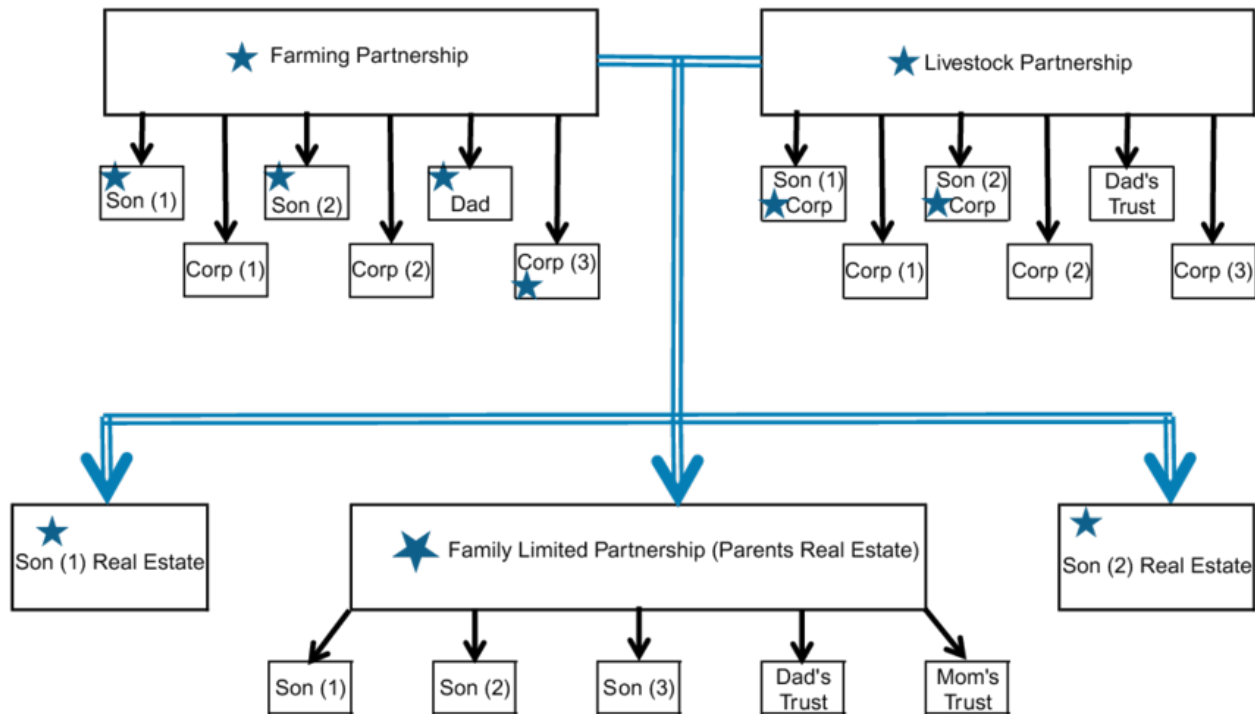 Farming Partnership
Livestock Partnership
Son (1)
Son (2)
Dad
Corp (1)
Corp (2)
Corp (3)
Son (1)
Corp
Son (2)
Corp
Dad's
Trust
Corp (1)
Corp (2)
Corp (3)
Son (1) Real Estate
Family Limited Partnership (Parents Real Estate)
Son (2) Real Estate
Son (1)
Son (2)
Son (3)
Dad's
Trust
Mom's
Trust